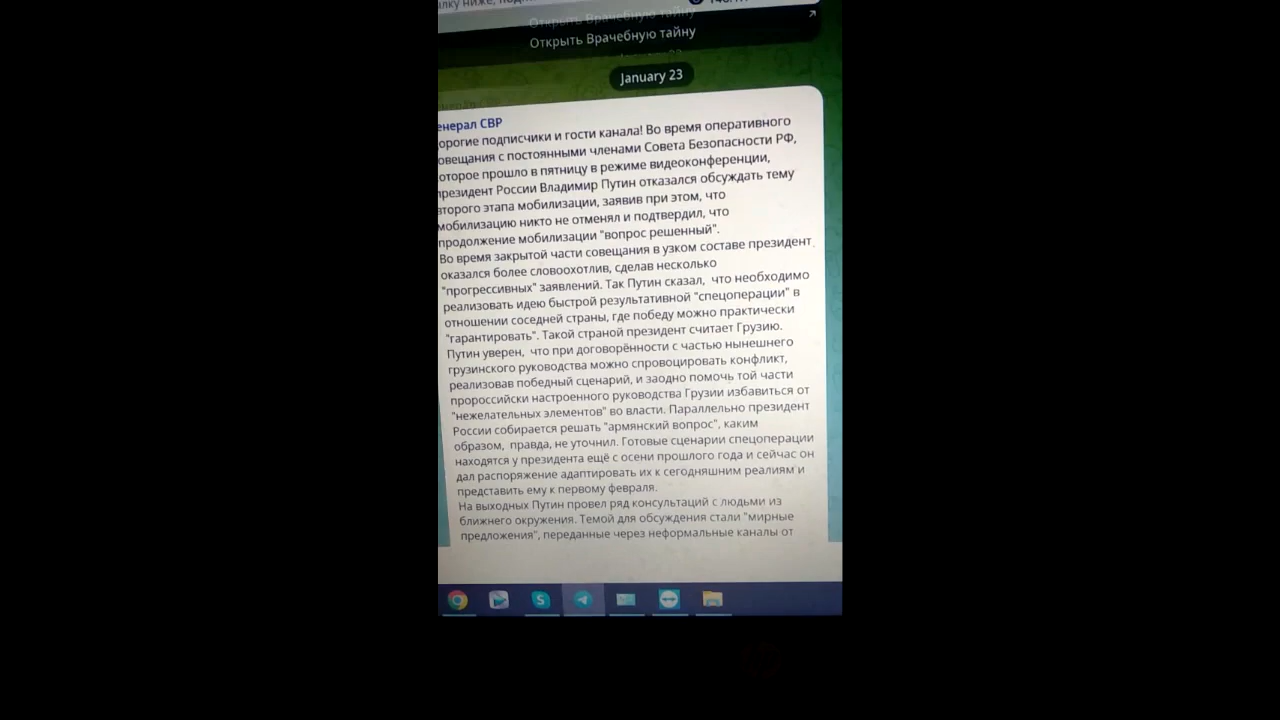 алку ниже,
Открыть Врачебную тайну
Открыть Врачебную тайну
January 23
енерал СВР
орогие подписчики и гости канала! Во время оперативного
овещания с постоянными членами Совета Безопасности РФ,
оторое прошло в пятницу в режиме видеоконференции,
президент России Владимир Путин отказался обсуждать тему
второго этапа мобилизации, заявив при этом, что
мобилизацию никто не отменял и подтвердил, что
продолжение мобилизации "вопрос решенный".
Во время закрытой части совещания в узком составе президент
оказался более словоохотлив, сделав несколько
"прогрессивных" заявлений. Так Путин сказал, что необходимо
реализовать идею быстрой результативной "спецоперации" в
отношении соседней страны, где победу можно практически
"гарантировать". Такой страной президент считает Грузию.
Путин уверен, что при договорённости с частью нынешнего
грузинского руководства можно спровоцировать конфликт,
реализовав победный сценарий, и заодно помочь той части
пророссийски настроенного руководства Грузии избавиться от
"нежелательных элементов" во власти. Параллельно президент
России собирается решать "армянский вопрос", каким
образом, правда, не уточнил. Готовые сценарии спецоперации
находятся у президента ещё с осени прошлого года и сейчас он
дал распоряжение адаптировать их к сегодняшним реалиям и
представить ему к первому февраля.
На выходных Путин провел ряд консультаций с людьми из
ближнего окружения. Темой для обсуждения стали "мирные
предложения", переданные через неформальные каналы от